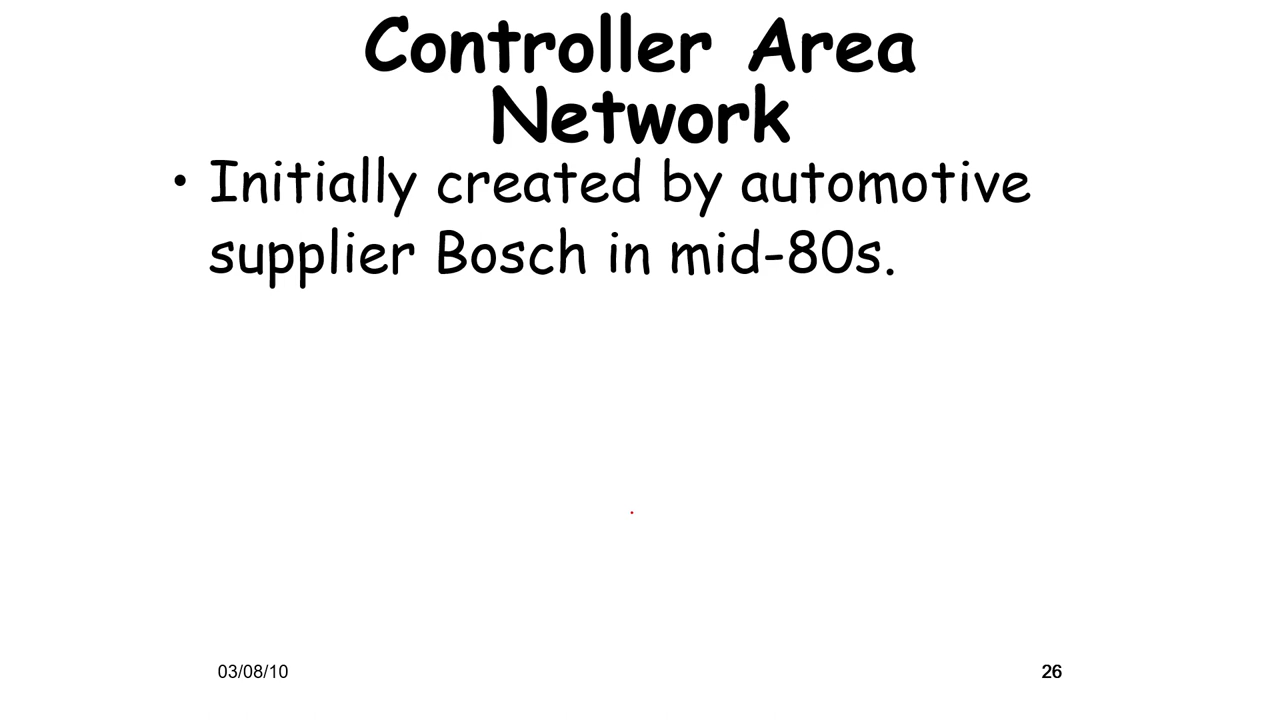 Controller Area
Network
• Initially created by automotive
supplier Bosch in mid-80s.
03/08/10
26